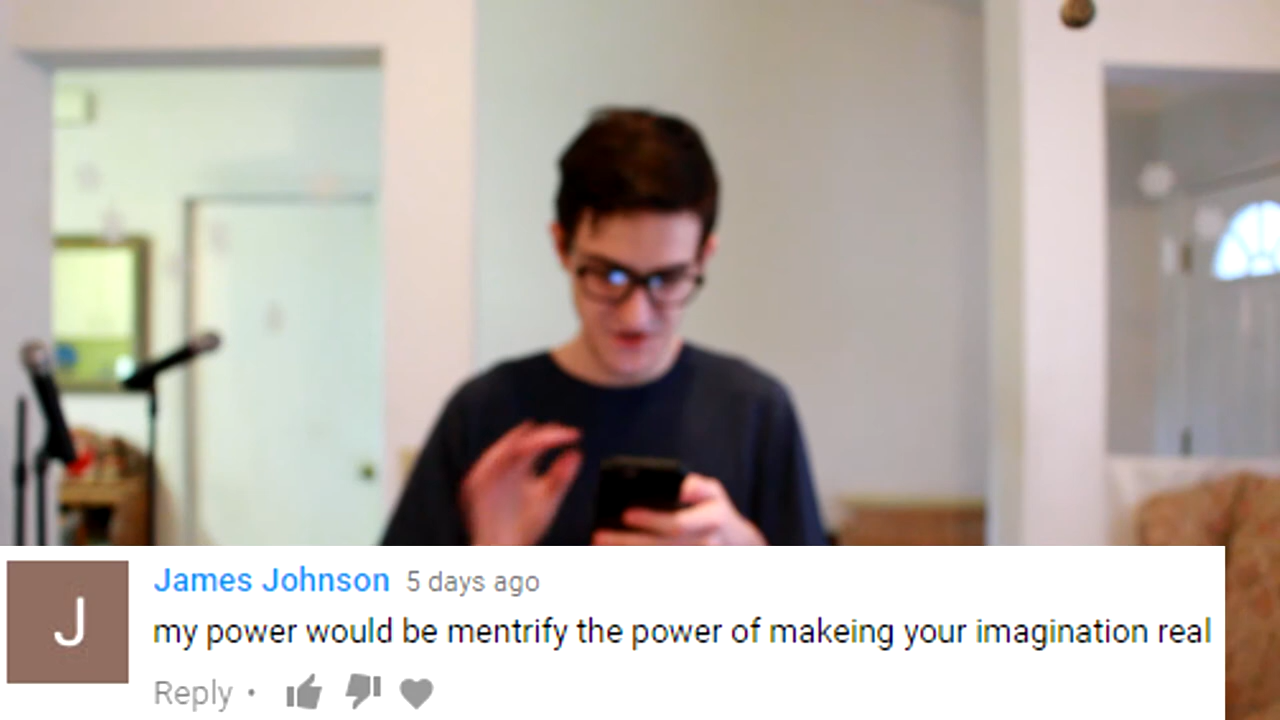 J
James Johnson 5 days ago
my power would be mentrify the power of makeing your imagination real
Reply •